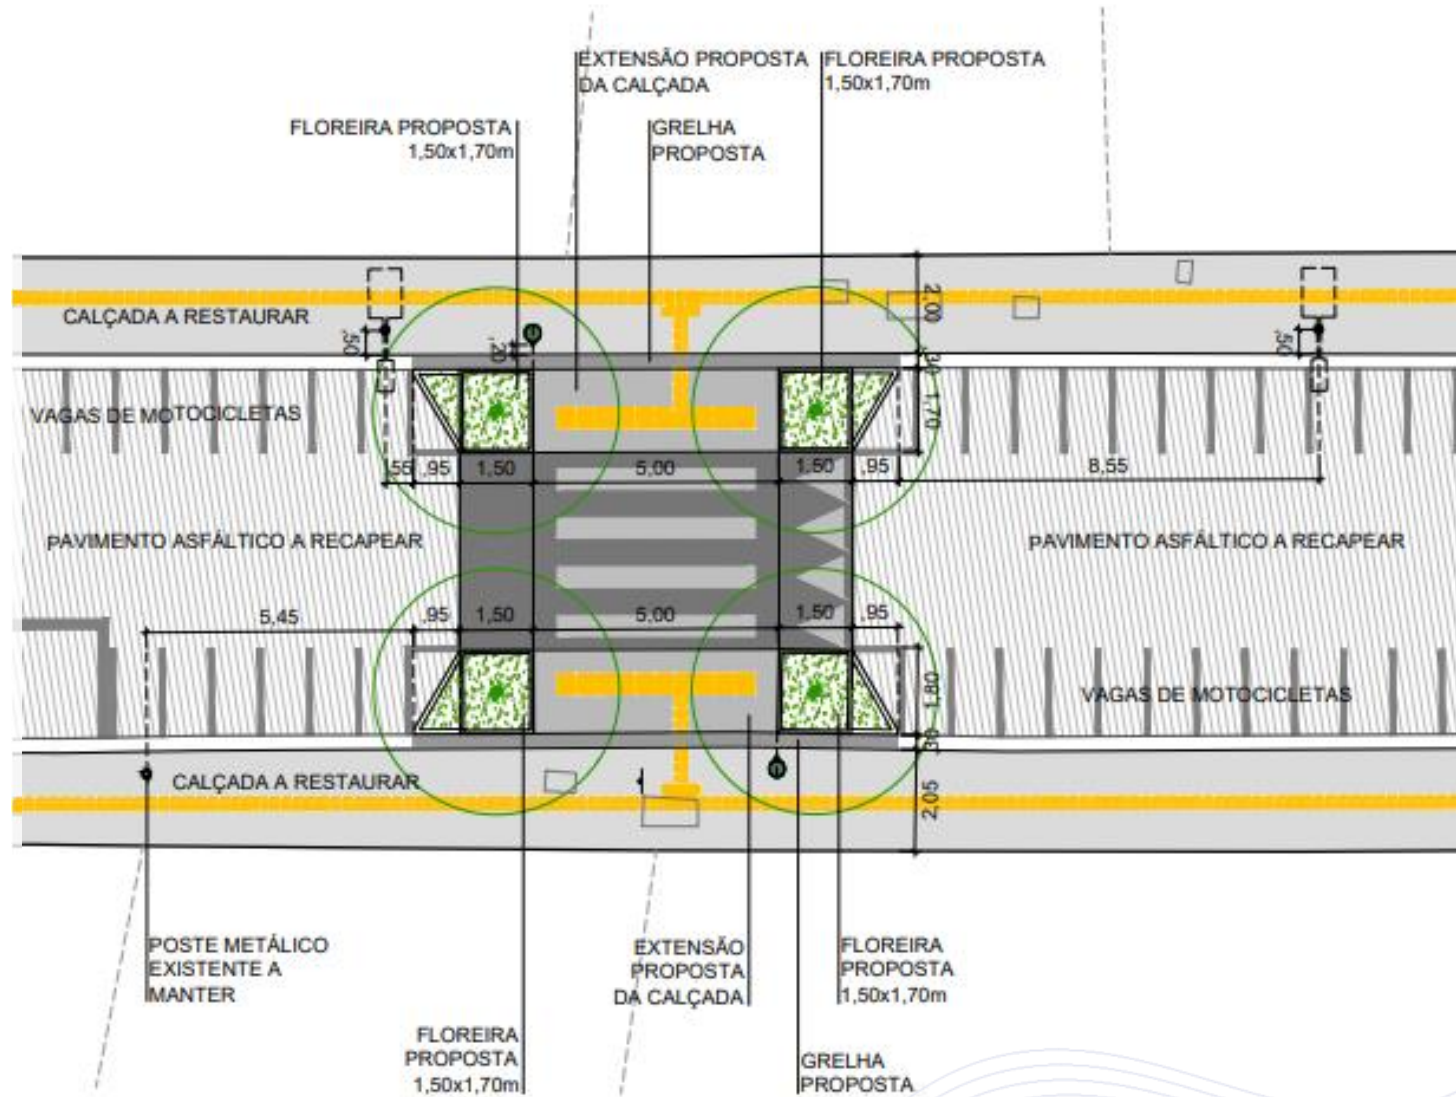 EXTENSÃO PROPOSTA
DA CALÇADA
FLOREIRA PROPOSTA
1,50x1,70m
FLOREIRA PROPOSTA
1,50x1,70m
GRELHA
PROPOSTA
CALÇADA A RESTAURAR
2,00
,50
,20
,30
,50
VAGAS DE MOTOCICLETAS
1,70
,55
,95
1,50
5,00
1,50
,95
8,55
PAVIMENTO ASFÁLTICO A RECAPEAR
PAVIMENTO ASFÁLTICO A RECAPEAR
5,45
,95
1,50
5,00
1,50
,95
1,80
VAGAS DE MOTOCICLETAS
,30
CALÇADA A RESTAURAR
2,05
POSTE METÁLICO
EXISTENTE A
MANTER
EXTENSÃO
PROPOSTA
DA CALÇADA
FLOREIRA
PROPOSTA
1,50x1,70m
FLOREIRA
PROPOSTA
1,50x1,70m
GRELHA
PROPOSTA